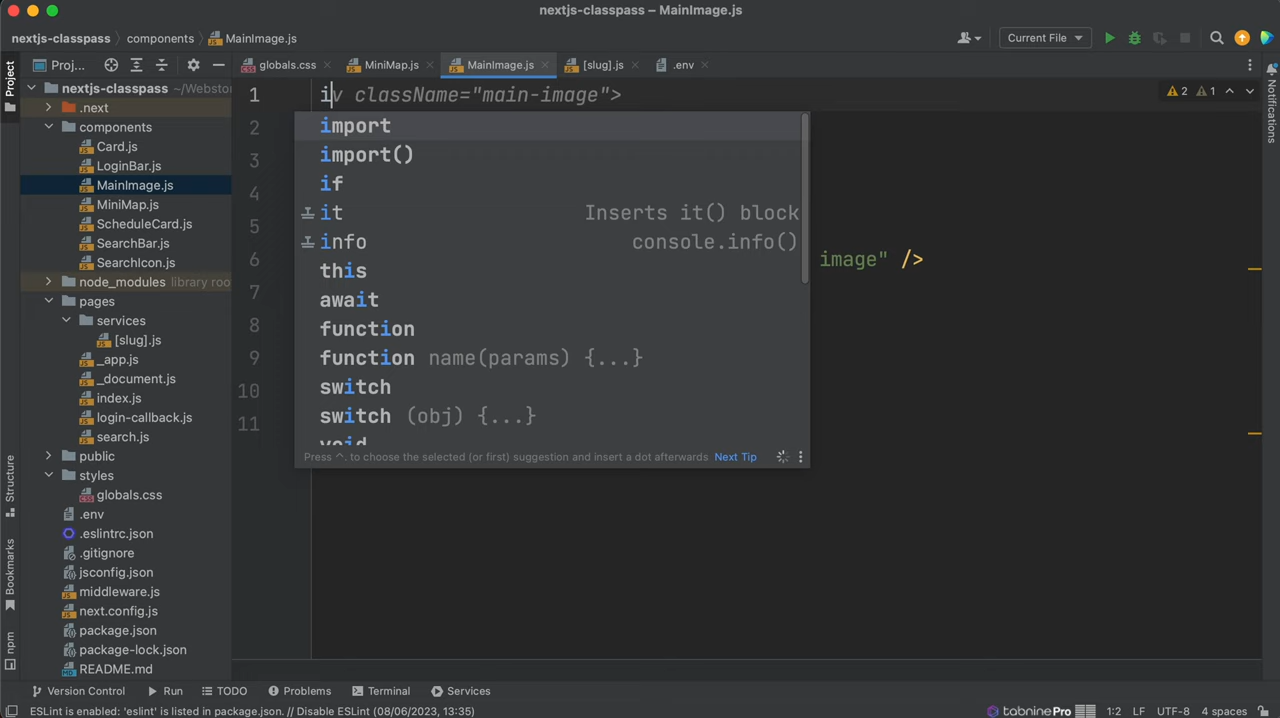 nextjs-classpass – MainImage.js
nextjs-classpass
components
MainImage.js
Current File
Project
Proj...
globals.css
MiniMap.js
MainImage.js
[slug].js
.env
Notifications
nextjs-classpass ~/Webstor
.next
components
Card.js
LoginBar.js
MainImage.js
MiniMap.js
ScheduleCard.js
SearchBar.js
SearchIcon.js
node_modules library roo
pages
services
[slug].js
_app.js
_document.js
index.js
login-callback.js
search.js
public
styles
globals.css
.env
.eslintrc.json
.gitignore
jsconfig.json
middleware.js
next.config.js
package.json
package-lock.json
README.md
Structure
Bookmarks
npm
1 iv className="main-image">
2
3
4
5
6 image" />
7
8
9
10
11
2 1
import
import()
if
it Inserts it() block
info console.info()
this
await
function
function name(params) {...}
switch
switch (obj) {...}
void
Press ^. to choose the selected (or first) suggestion and insert a dot afterwards Next Tip
Version Control
Run
TODO
Problems
Terminal
Services
ESLint is enabled: 'eslint' is listed in package.json. // Disable ESLint (08/06/2023, 13:35)
tabnine Pro
1:2 LF UTF-8 4 spaces